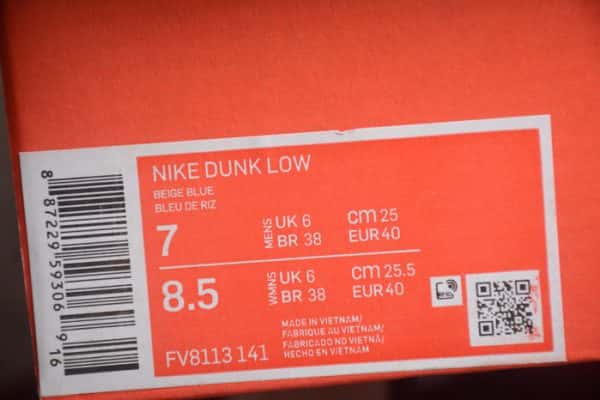 NIKE DUNK LOW
BEIGE BLUE
BLEU DE RIZ
7 MENS UK 6 CM 25
BR 38 EUR 40
8.5 WMNS UK 6 CM 25.5
BR 38 EUR 40
MADE IN VIETNAM/
FABRIQUE AU VIETNAM/
FABRICADO NO VIETNÃ/
HECHO EN VIETNAM
FV8113 141
8 87229 59306 9 16